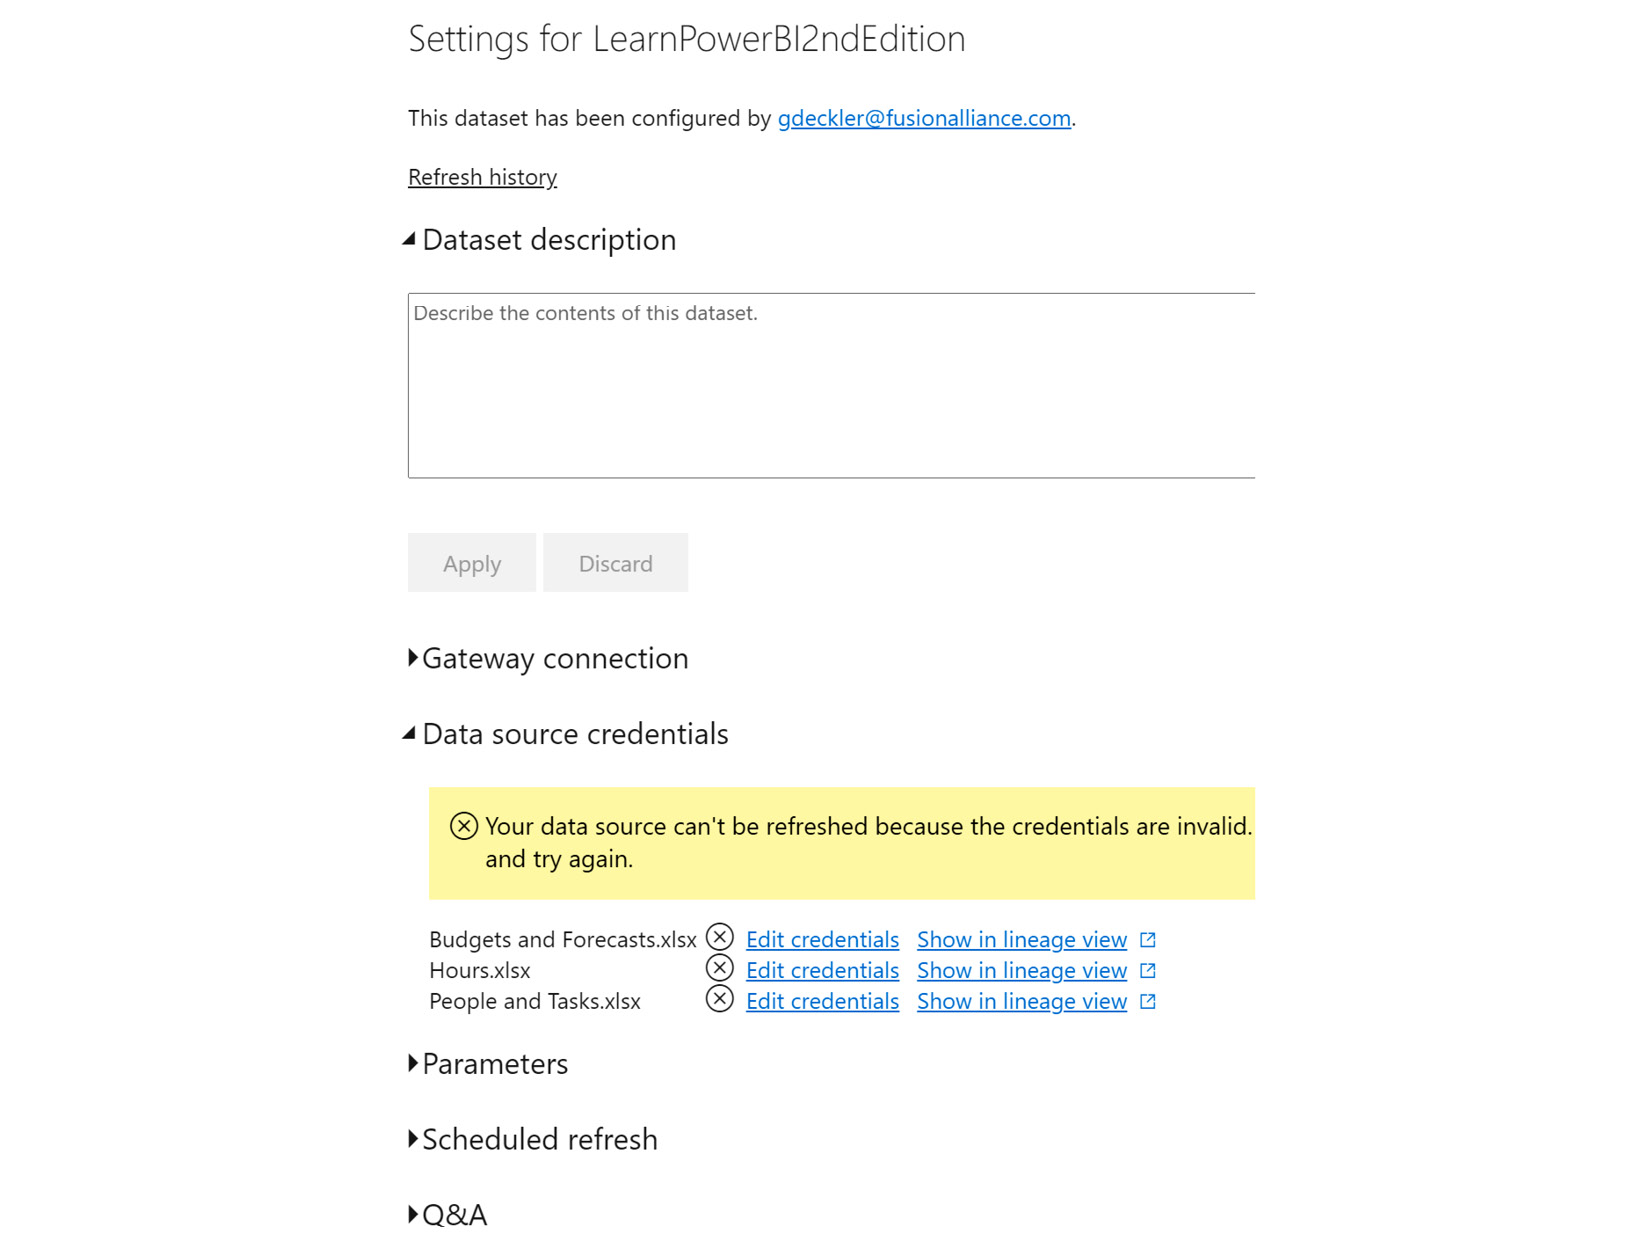 Settings for LearnPowerBI2ndEdition
This dataset has been configured by gdeckler@fusionalliance.com.
Refresh history
Dataset description
Describe the contents of this dataset.
Apply Discard
Gateway connection
Data source credentials
Your data source can't be refreshed because the credentials are invalid.
and try again.
Budgets and Forecasts.xlsx Edit credentials Show in lineage view
Hours.xlsx Edit credentials Show in lineage view
People and Tasks.xlsx Edit credentials Show in lineage view
Parameters
Scheduled refresh
Q&A